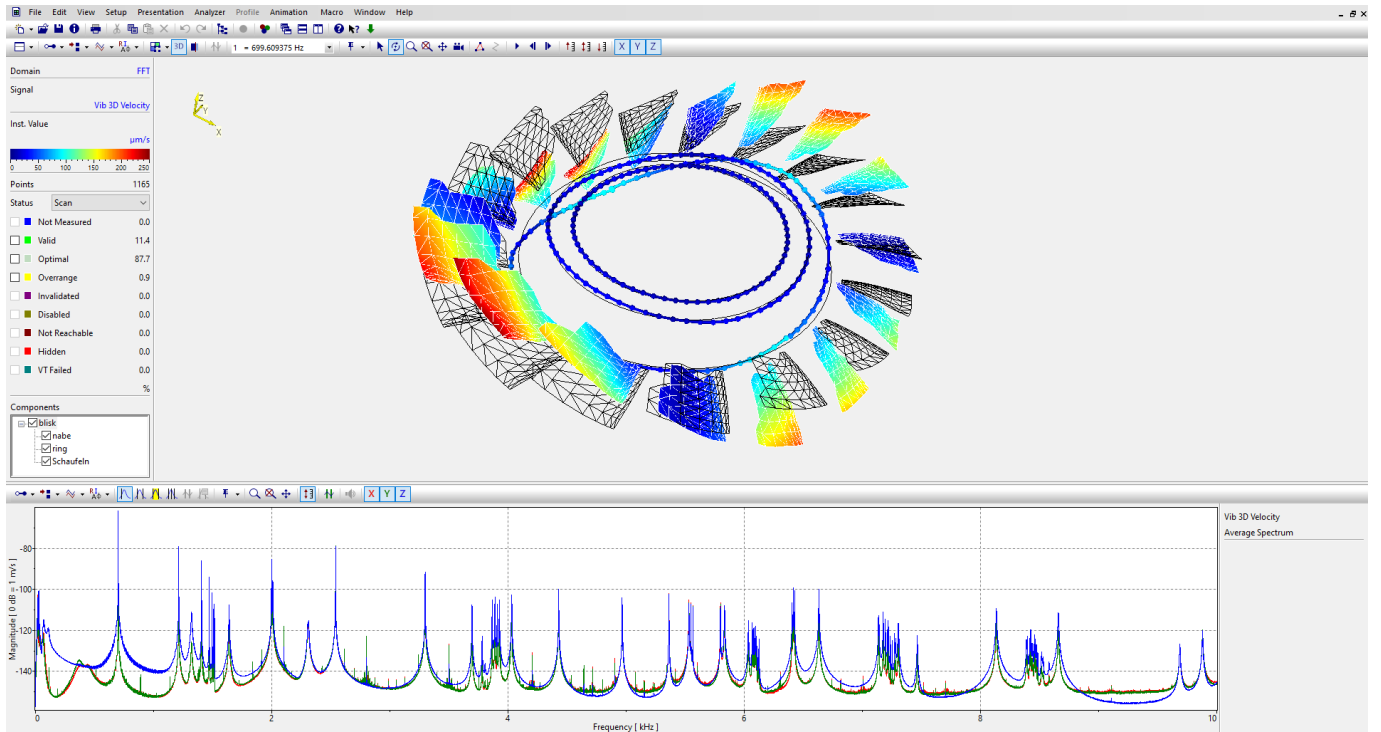 File Edit View Setup Presentation Analyzer Profile Animation Macro Window Help
3D 1 = 699.609375 Hz X Y Z
Domain FFT
Signal
Vib 3D Velocity
Inst. Value
µm/s
0 50 100 150 200 250
Points 1165
Status Scan
Not Measured 0.0
Valid 11.4
Optimal 87.7
Overrange 0.9
Invalidated 0.0
Disabled 0.0
Not Reachable 0.0
Hidden 0.0
VT Failed 0.0
%
Components
blisk
nabe
ring
Schaufeln
Z
Y
X
X Y Z
Magnitude [ 0 dB = 1 m/s ]
-80
-100
-120
-140
0 2 4 6 8 10
Frequency [ kHz ]
Vib 3D Velocity
Average Spectrum